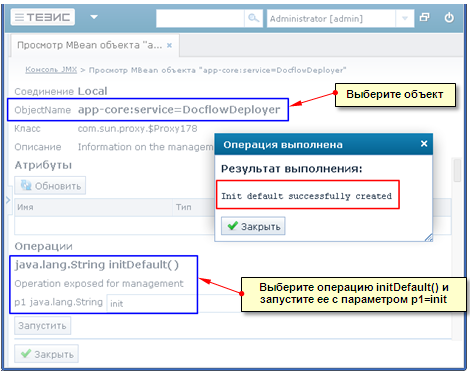 ТЕЗИС
Administrator [admin]
Просмотр MBean объекта "a...
Консоль JMX > Просмотр MBean объекта "app-core:service=DocflowDeployer"
Соединение Local
ObjectName app-core:service=DocflowDeployer
Класс com.sun.proxy.$Proxy178
Описание Information on the management
Атрибуты
Обновить
Имя Тип
Операции
java.lang.String initDefault( )
Operation exposed for management
p1 java.lang.String init
Запустить
Закрыть
Выберите объект
Операция выполнена
Результат выполнения:
Init default successfully created
Закрыть
Выберите операцию initDefault() и
запустите ее с параметром p1=init